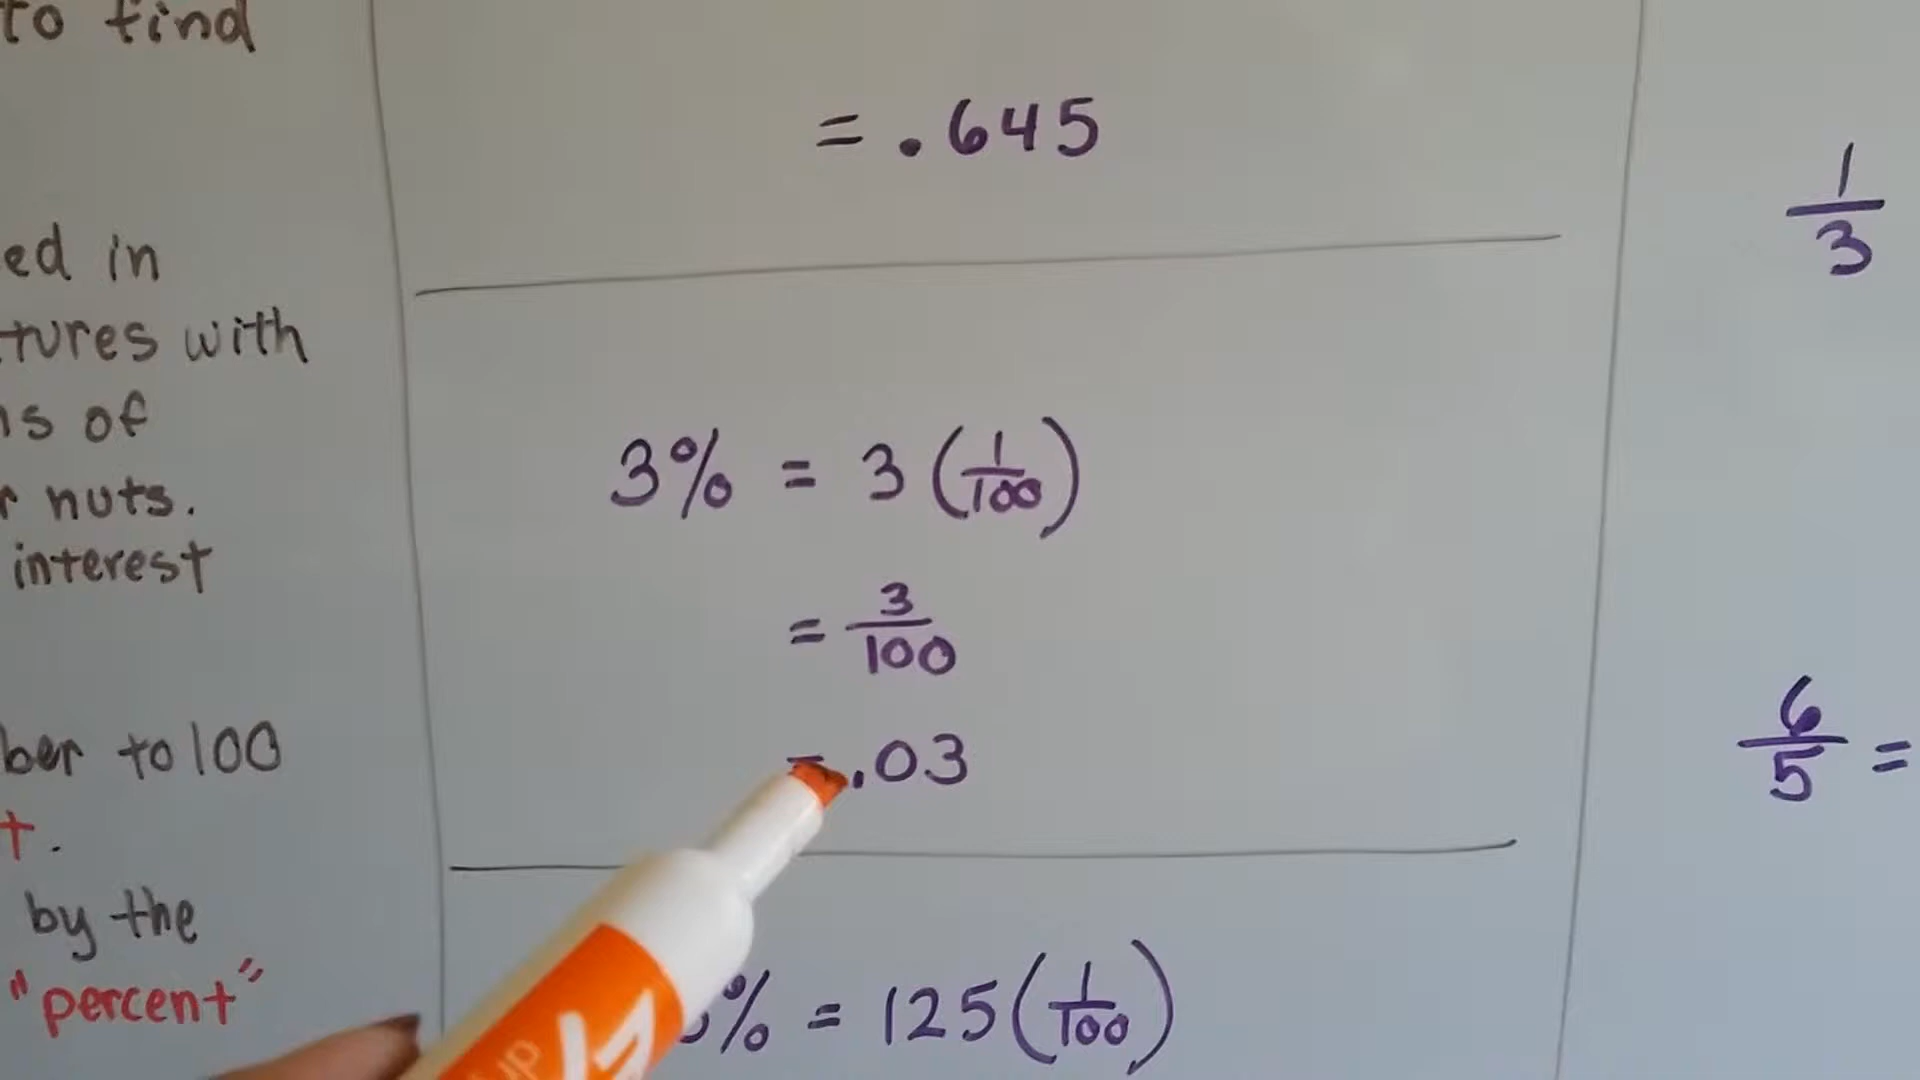 to find
ed in
tures with
s of
nuts.
interest
ber to 100
t.
by the
"percent"
= .645
3% = 3 (1/100)
= 3/100
= .03
% = 125 (1/100)
1/3
6/5 =